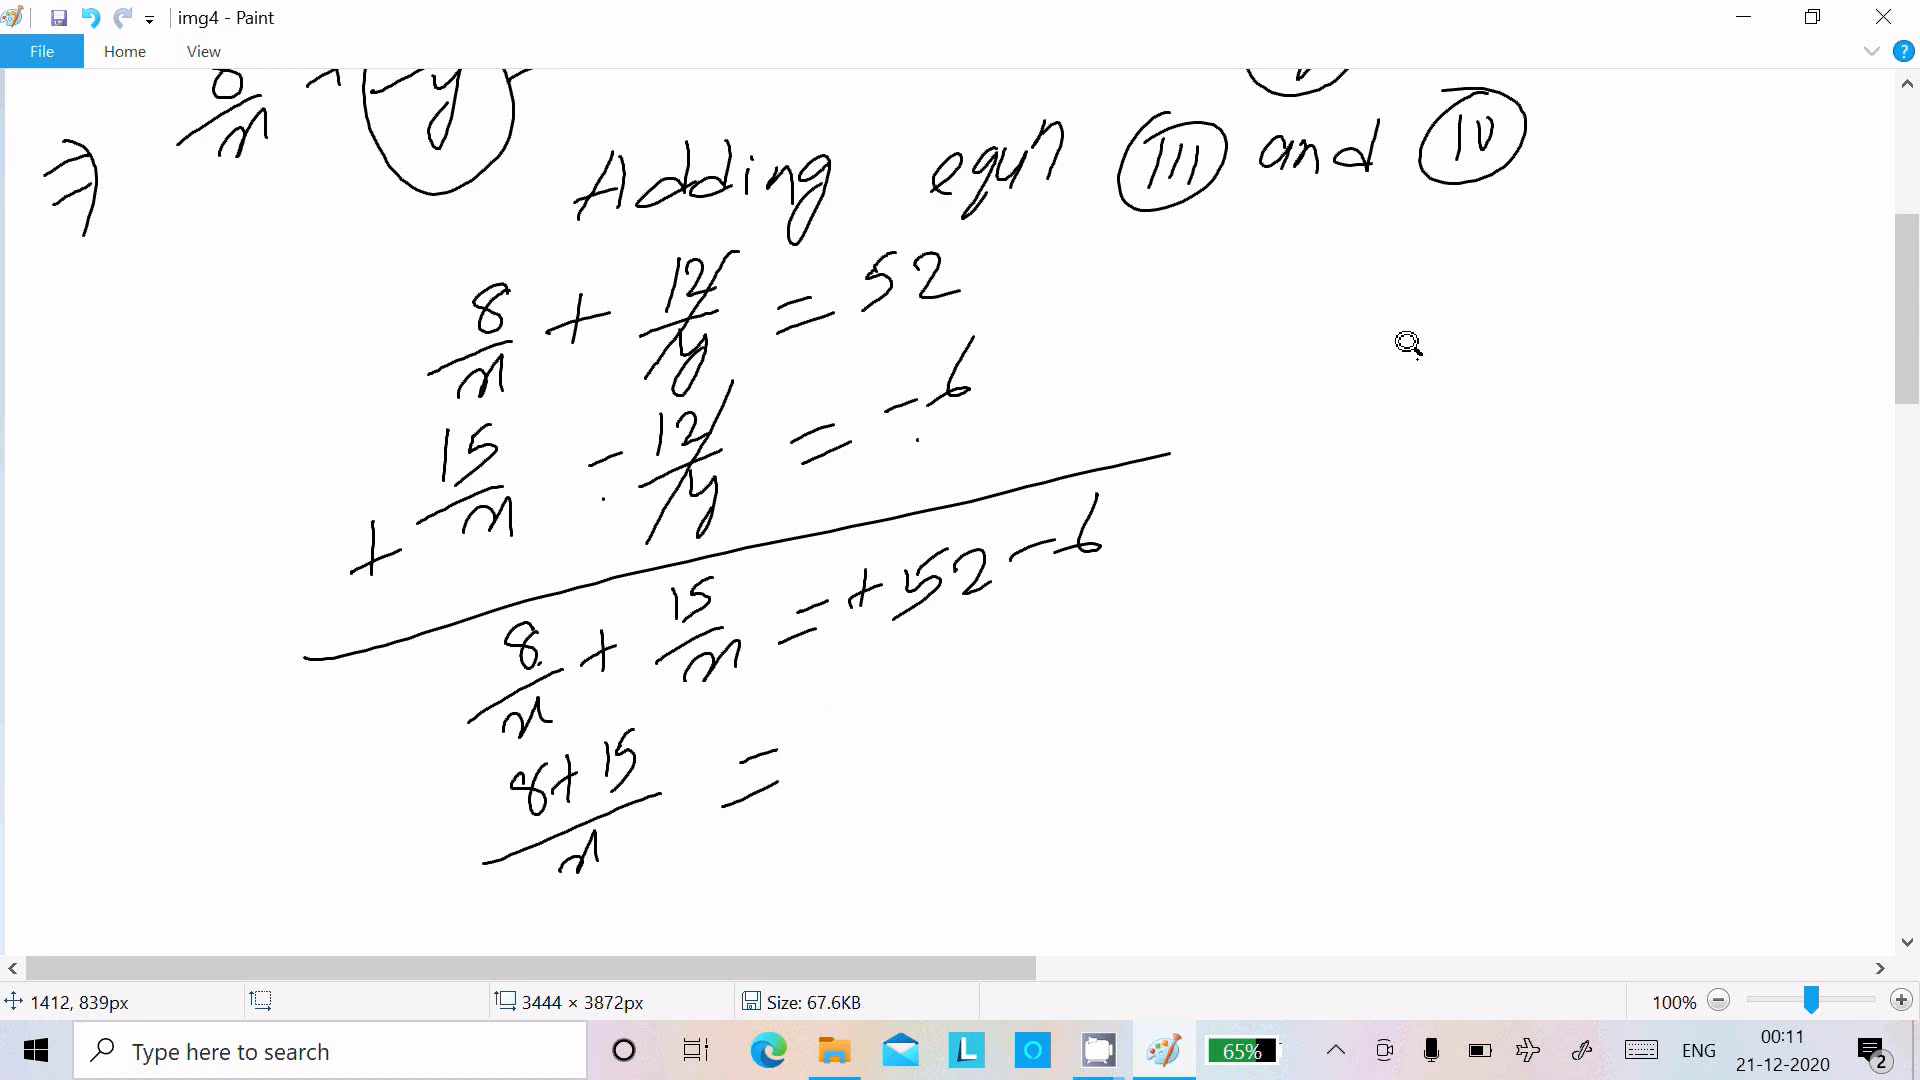 img4 - Paint
File Home View
8/x
⇒ Adding equn III and IV
8/x + 12/y = 52
15/x - 12/y = -6
+
8/x + 15/x = +52 - 6
8+15/x =
1412, 839px 3444 × 3872px Size: 67.6KB 100%
Type here to search 65% ENG 00:11
21-12-2020 2